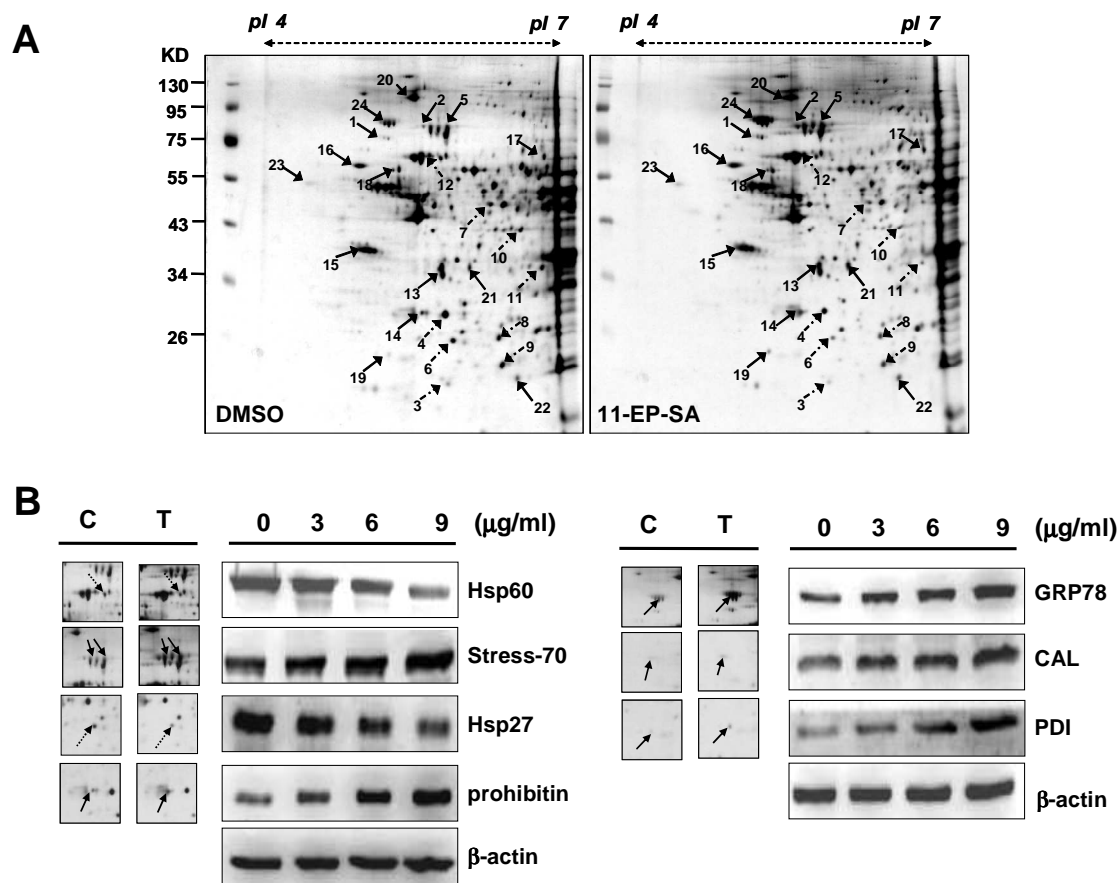 A
pI 4
pI 7
pI 4
pI 7
KD
130
95
75
55
43
34
26
20
24
2
5
1
17
16
23
18
12
7
10
15
13
21
11
14
4
8
6
9
19
3
22
DMSO
20
24
2
5
1
17
16
23
18
12
7
10
15
13
21
11
14
4
8
6
9
19
3
22
11-EP-SA
B
C T 0 3 6 9 (μg/ml)
Hsp60
Stress-70
Hsp27
prohibitin
β-actin
C T 0 3 6 9 (μg/ml)
GRP78
CAL
PDI
β-actin